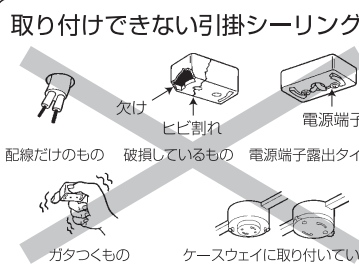 取り付けできない引掛シーリング
欠け
ヒビ割れ
電源端子
配線だけのもの 破損しているもの 電源端子露出タイ
ガタつくもの ケースウェイに取り付いてい